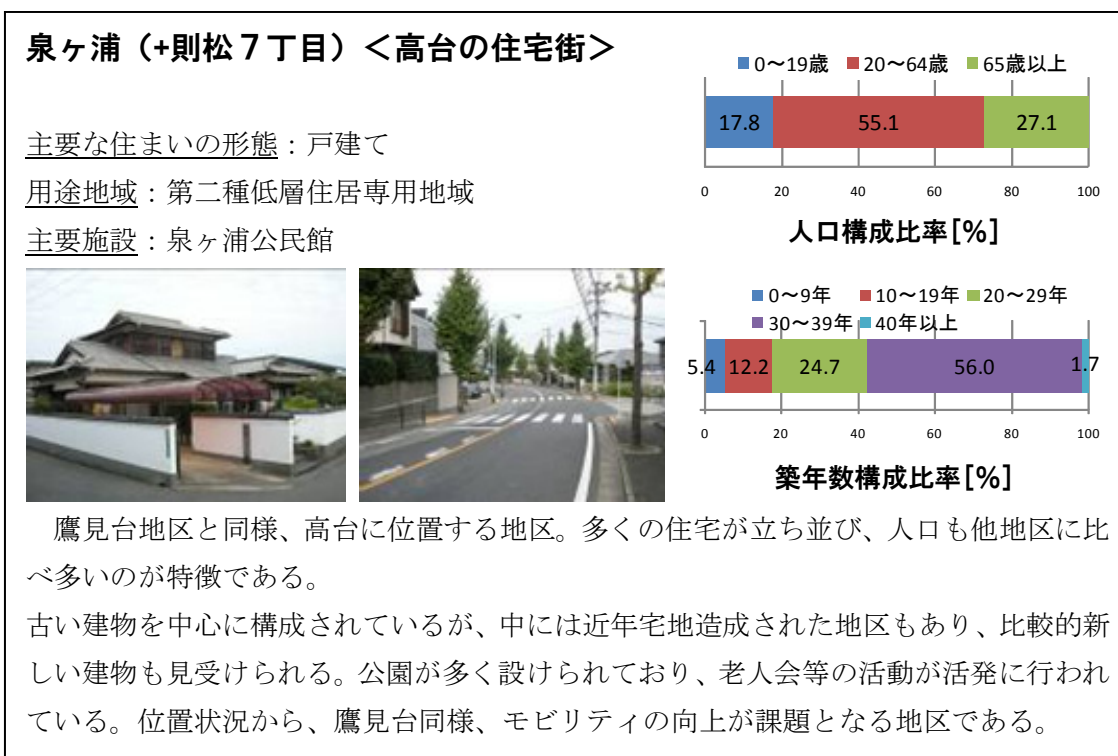 泉ヶ浦（+則松７丁目）＜高台の住宅街＞
主要な住まいの形態：戸建て
用途地域：第二種低層住居専用地域
主要施設：泉ヶ浦公民館
0～19歳 20～64歳 65歳以上
17.8 55.1 27.1
0 20 40 60 80 100
人口構成比率[%]
0～9年 10～19年 20～29年
30～39年 40年以上
5.4 12.2 24.7 56.0 1.7
0 20 40 60 80 100
築年数構成比率[%]
鷹見台地区と同様、高台に位置する地区。多くの住宅が立ち並び、人口も他地区に比
べ多いのが特徴である。
古い建物を中心に構成されているが、中には近年宅地造成された地区もあり、比較的新
しい建物も見受けられる。公園が多く設けられており、老人会等の活動が活発に行われ
ている。位置状況から、鷹見台同様、モビリティの向上が課題となる地区である。